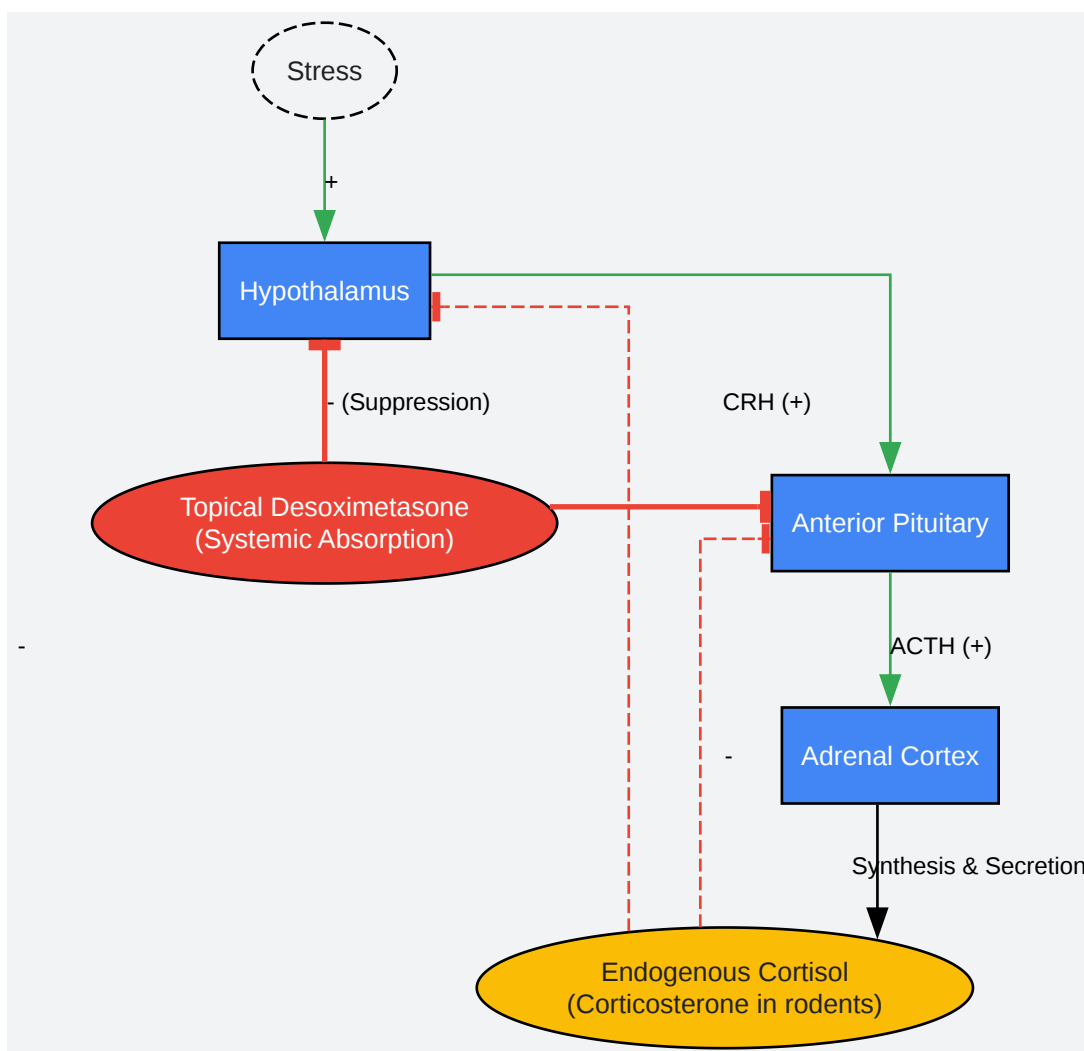 Stress
+
Hypothalamus
- (Suppression)
CRH (+)
Topical Desoximetasone
(Systemic Absorption)
Anterior Pituitary
-
ACTH (+)
Adrenal Cortex
-
Synthesis & Secretion
Endogenous Cortisol
(Corticosterone in rodents)